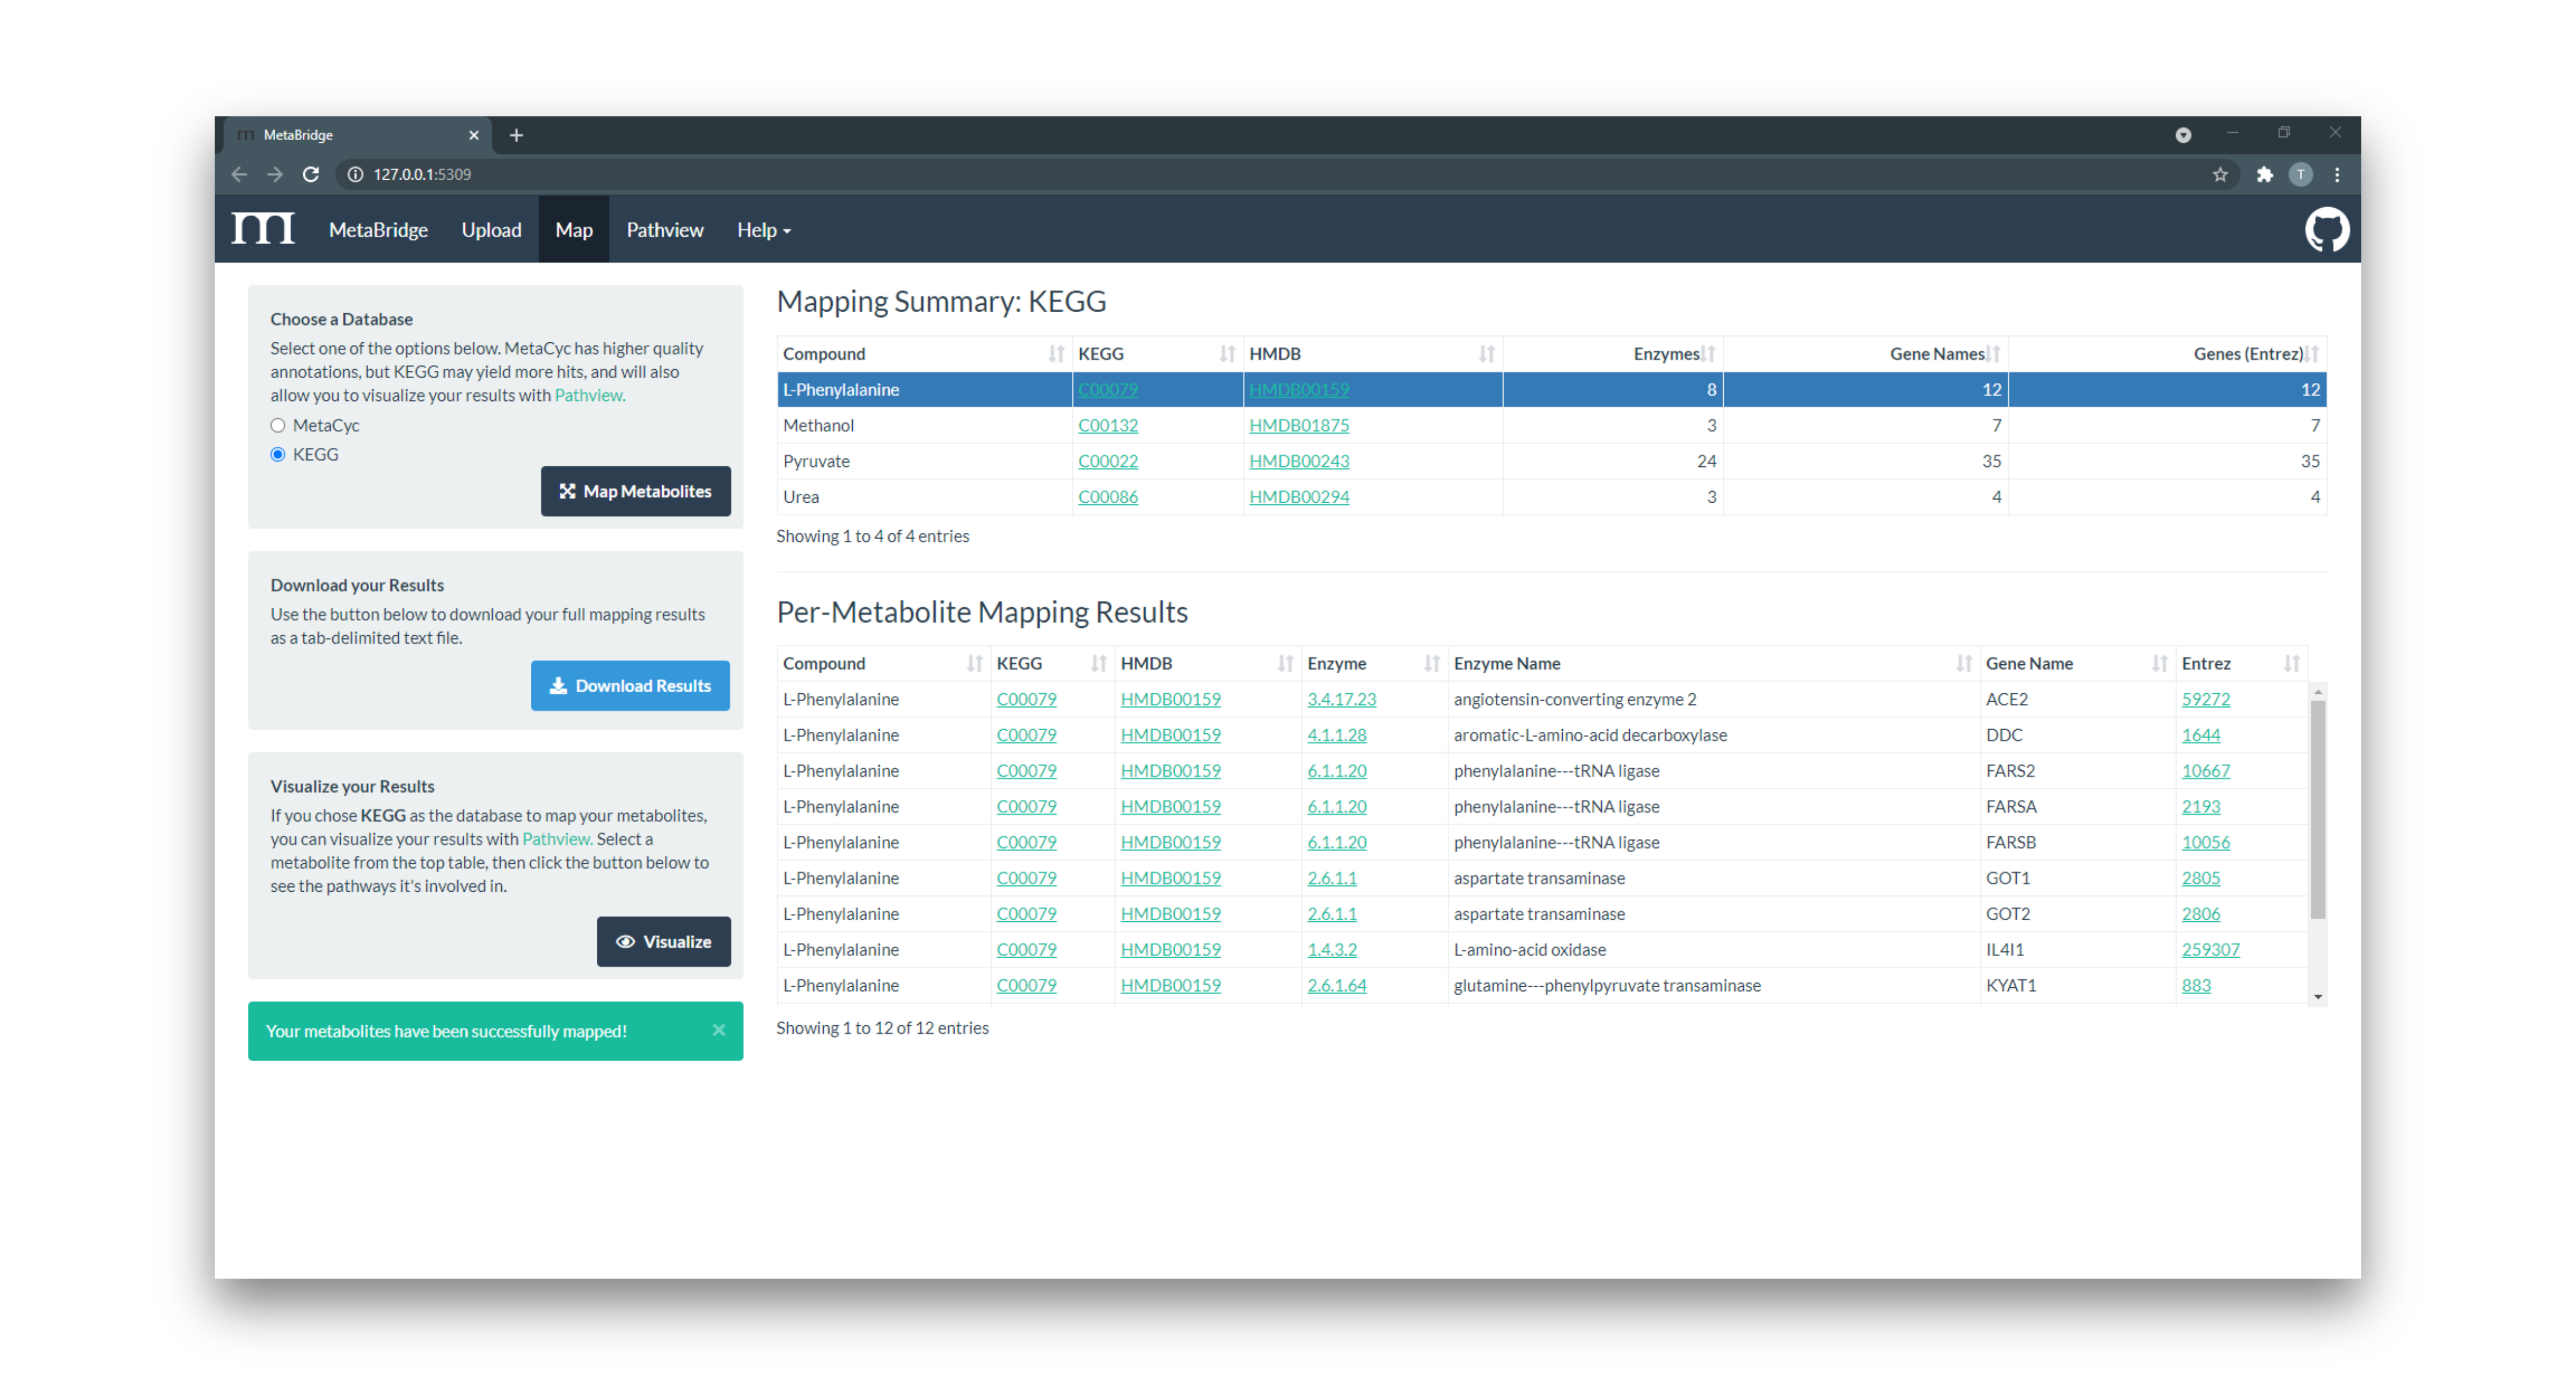 MetaBridge
127.0.0.1:5309
m MetaBridge Upload Map Pathview Help
T
Choose a Database
Select one of the options below. MetaCyc has higher quality
annotations, but KEGG may yield more hits, and will also
allow you to visualize your results with Pathview.
MetaCyc
KEGG
Map Metabolites
Download your Results
Use the button below to download your full mapping results
as a tab-delimited text file.
Download Results
Visualize your Results
If you chose KEGG as the database to map your metabolites,
you can visualize your results with Pathview. Select a
metabolite from the top table, then click the button below to
see the pathways it's involved in.
Visualize
Your metabolites have been successfully mapped!
Mapping Summary: KEGG
Compound KEGG HMDB Enzymes Gene Names Genes (Entrez)
L-Phenylalanine C00079 HMDB00159 8 12 12
Methanol C00132 HMDB01875 3 7 7
Pyruvate C00022 HMDB00243 24 35 35
Urea C00086 HMDB00294 3 4 4
Showing 1 to 4 of 4 entries
Per-Metabolite Mapping Results
Compound KEGG HMDB Enzyme Enzyme Name Gene Name Entrez
L-Phenylalanine C00079 HMDB00159 3.4.17.23 angiotensin-converting enzyme 2 ACE2 59272
L-Phenylalanine C00079 HMDB00159 4.1.1.28 aromatic-L-amino-acid decarboxylase DDC 1644
L-Phenylalanine C00079 HMDB00159 6.1.1.20 phenylalanine---tRNA ligase FARS2 10667
L-Phenylalanine C00079 HMDB00159 6.1.1.20 phenylalanine---tRNA ligase FARSA 2193
L-Phenylalanine C00079 HMDB00159 6.1.1.20 phenylalanine---tRNA ligase FARSB 10056
L-Phenylalanine C00079 HMDB00159 2.6.1.1 aspartate transaminase GOT1 2805
L-Phenylalanine C00079 HMDB00159 2.6.1.1 aspartate transaminase GOT2 2806
L-Phenylalanine C00079 HMDB00159 1.4.3.2 L-amino-acid oxidase IL4I1 259307
L-Phenylalanine C00079 HMDB00159 2.6.1.64 glutamine---phenylpyruvate transaminase KYAT1 883
Showing 1 to 12 of 12 entries